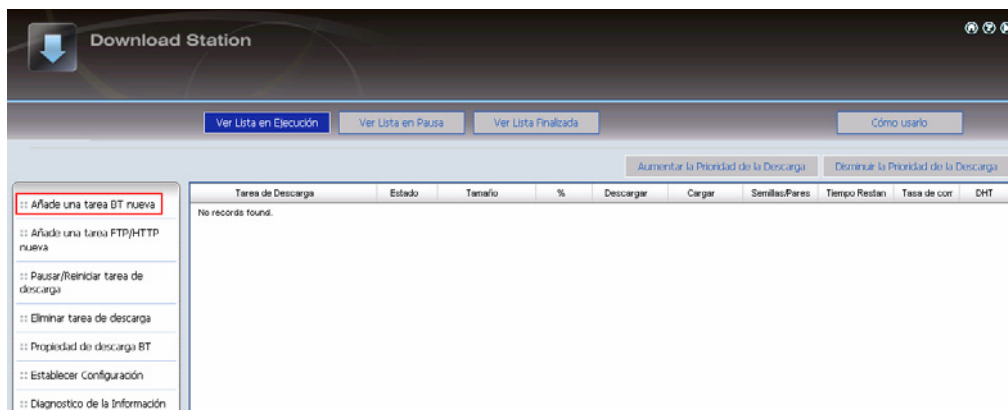 Download Station
Ver Lista en Ejecución
Ver Lista en Pausa
Ver Lista Finalizada
Cómo usarlo
Aumentar la Prioridad de la Descarga
Disminuir la Prioridad de la Descarga
Tarea de Descarga
Estado
Tamaño
%
Descargar
Cargar
Semillas/Pares
Tiempo Restan
Tasa de corr
DHT
No records found.
:: Añade una tarea BT nueva
:: Añade una tarea FTP/HTTP
nueva
:: Pausar/Reiniciar tarea de
descarga
:: Eliminar tarea de descarga
:: Propiedad de descarga BT
:: Establecer Configuración
:: Diagnostico de la Información